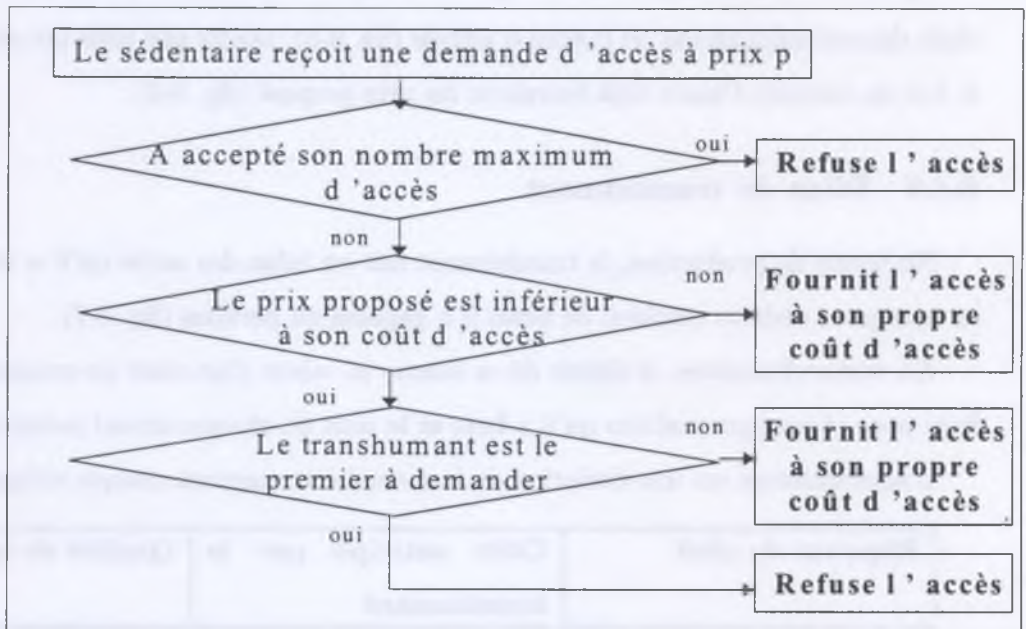 Le sédentaire reçoit une demande d 'accès à prix p
A accepté son nombre maximum
d 'accès
oui
Refuse l ' accès
non
Le prix proposé est inférieur
à son coût d 'accès
non
Fournit l ' accès
à son propre
coût d 'accès
oui
Le transhumant est le
premier à demander
non
Fournit l ' accès
à son propre
coût d 'accès
oui
Refuse l ' accès